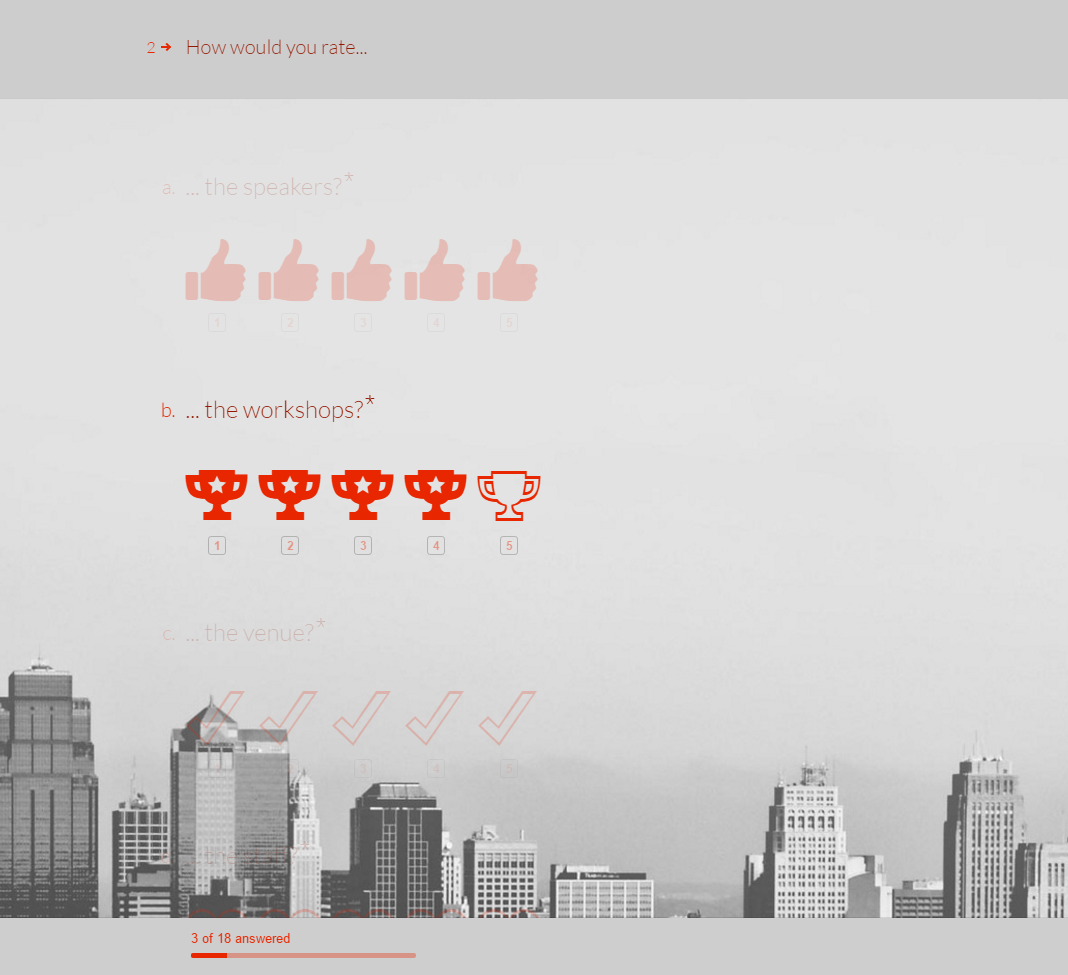 2 → How would you rate...
a. ... the speakers?*
1 2 3 4 5
b. ... the workshops?*
1 2 3 4 5
c. ... the venue?*
3 4 5
3 of 18 answered